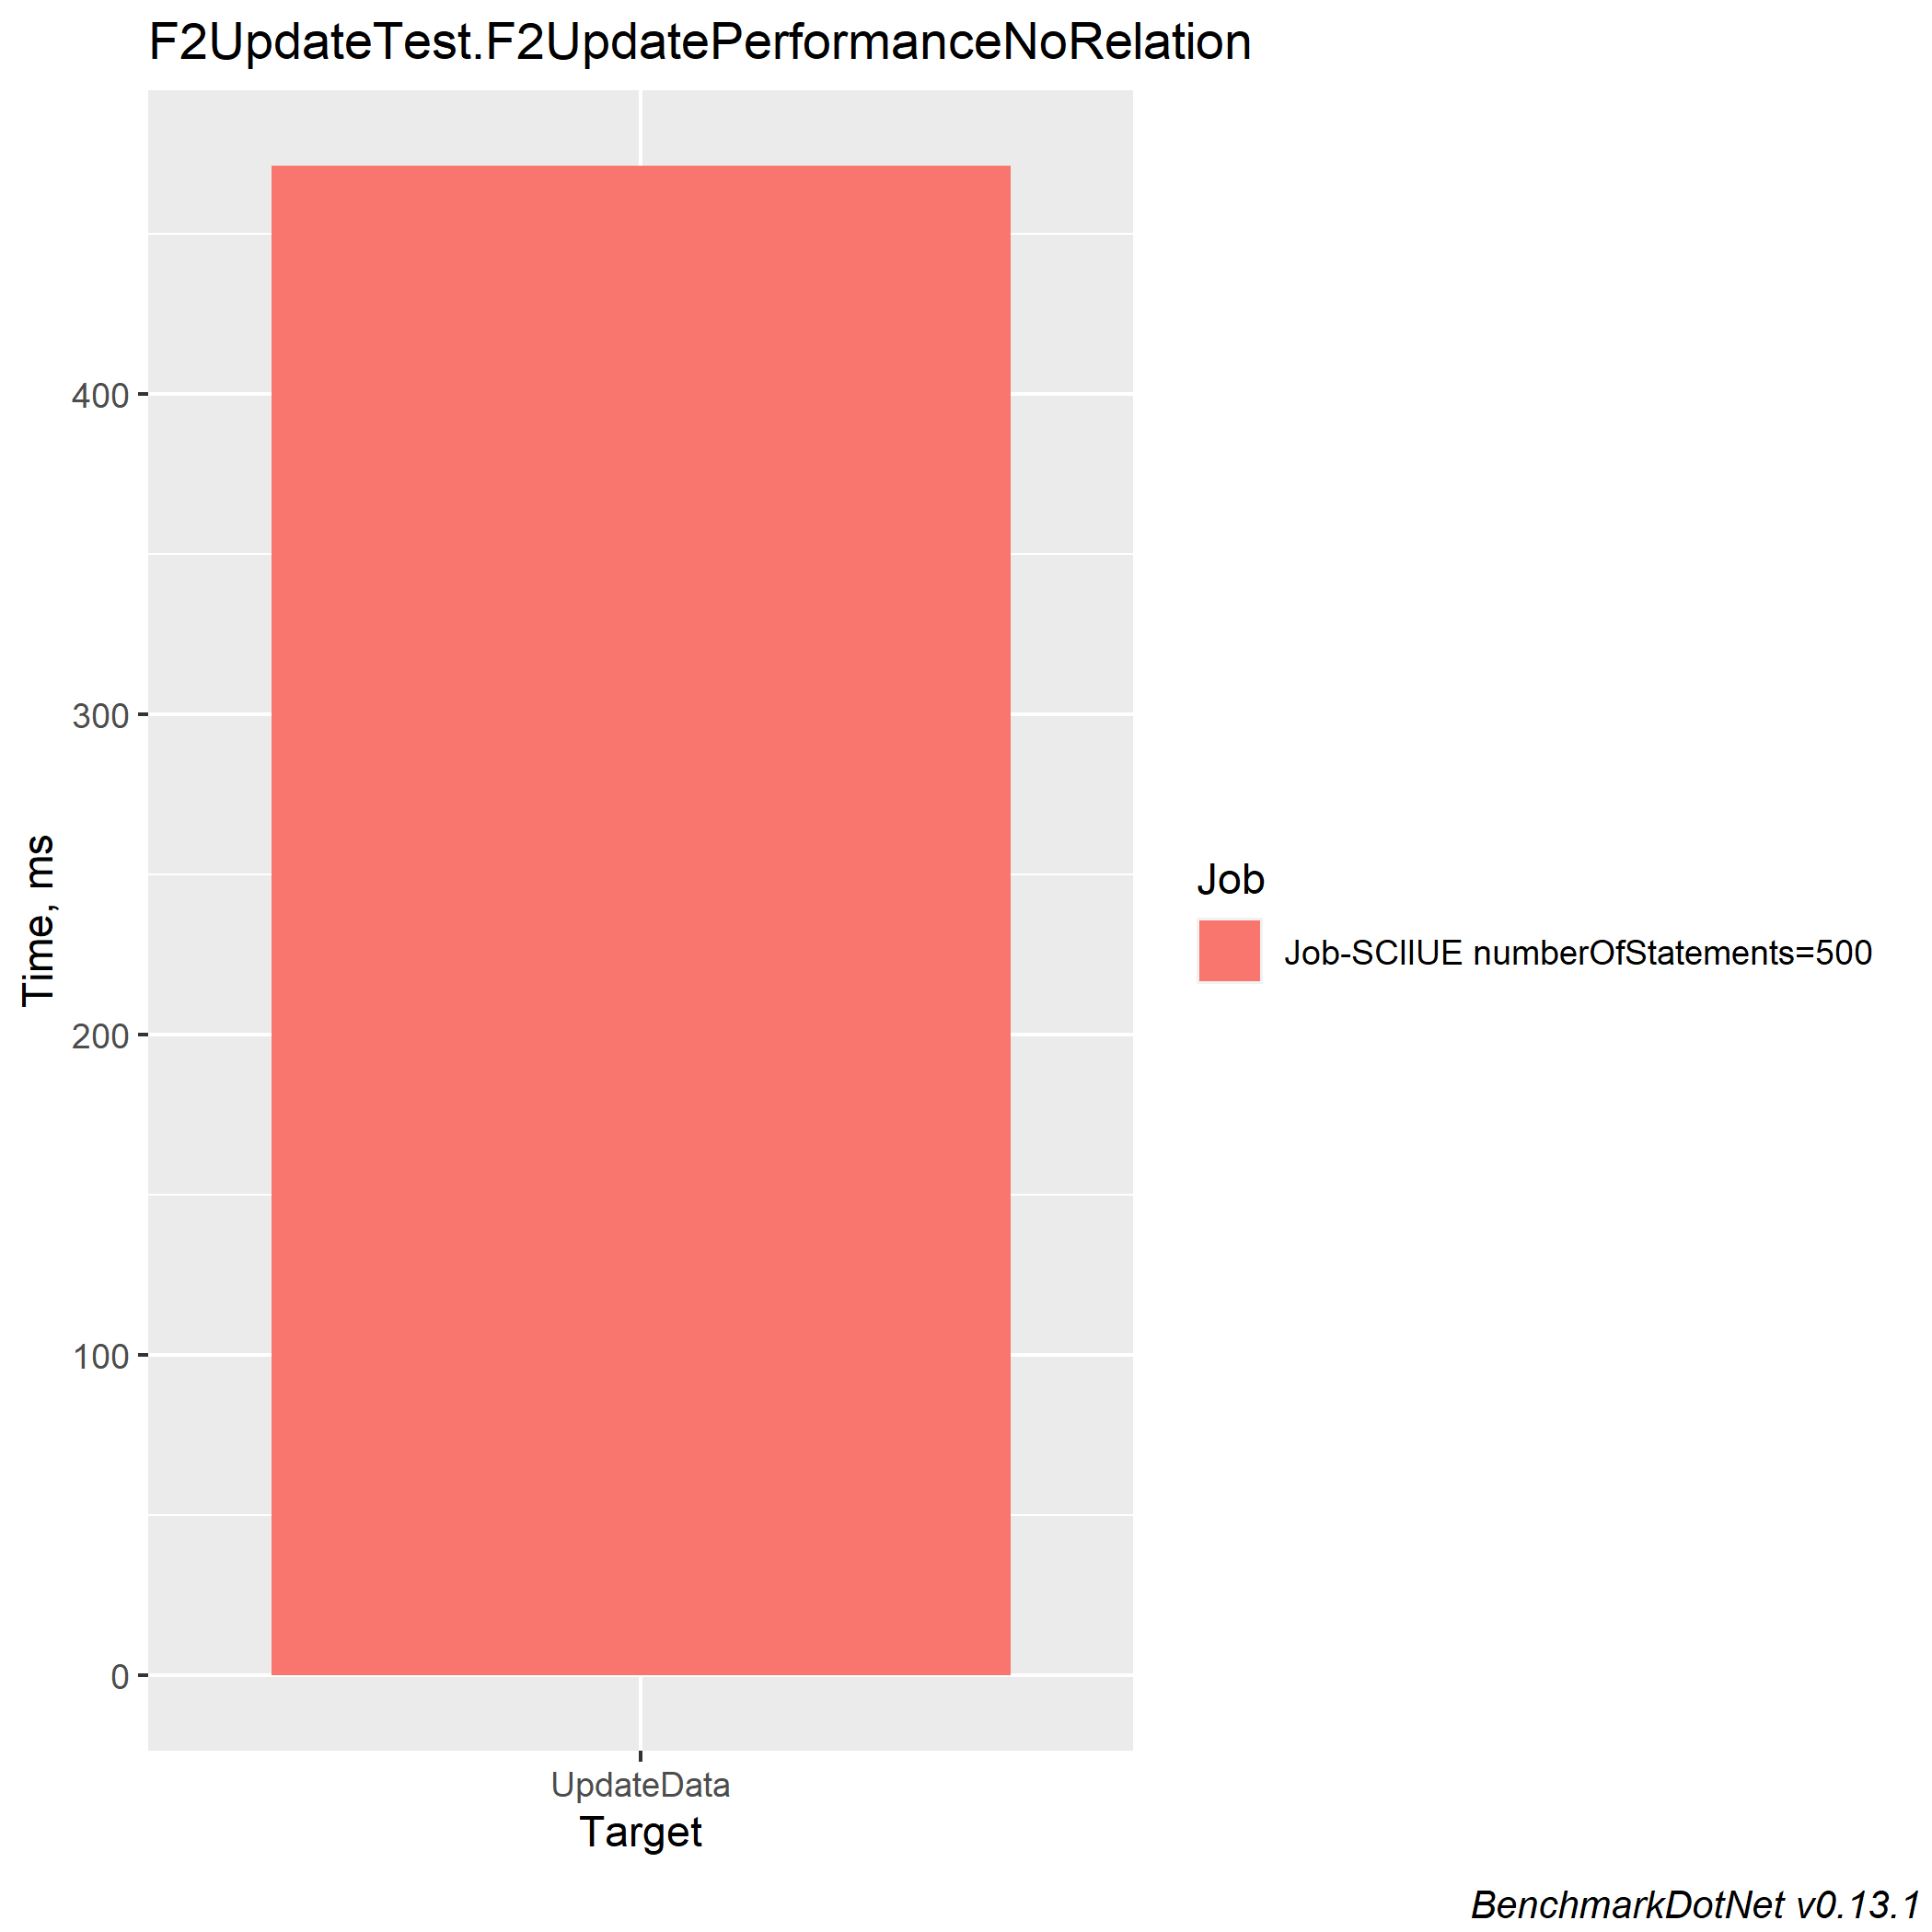 F2UpdateTest.F2UpdatePerformanceNoRelation
Time, ms
400
300
200
100
0
UpdateData
Target
Job
Job-SCIIUE numberOfStatements=500
BenchmarkDotNet v0.13.1